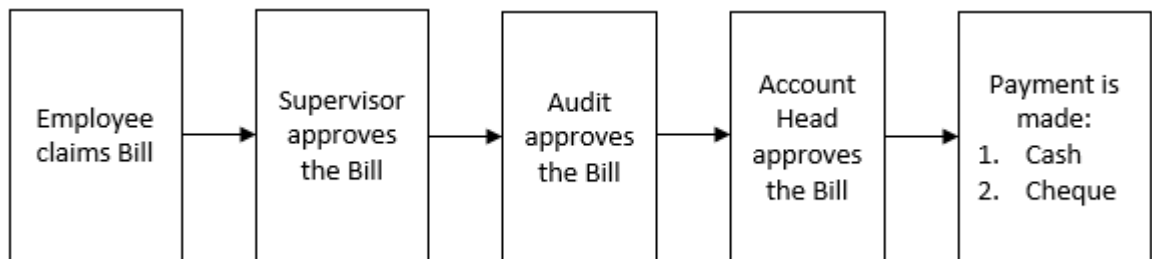 Employee
claims Bill
Supervisor
approves
the Bill
Audit
approves
the Bill
Account
Head
approves
the Bill
Payment is
made:
1. Cash
2. Cheque